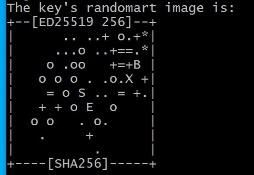 The key's randomart image is:
+--[ED25519 256]--+
|       .. ..+ o.+*|
|      ...o ..+==.*|
|     o .oo   +=+B |
|    o o o . .o.X +|
|     = o S .. = +.|
|    + + o E  o    |
|   o o   . o.     |
|    .     +       |
|           .      |
+----[SHA256]-----+